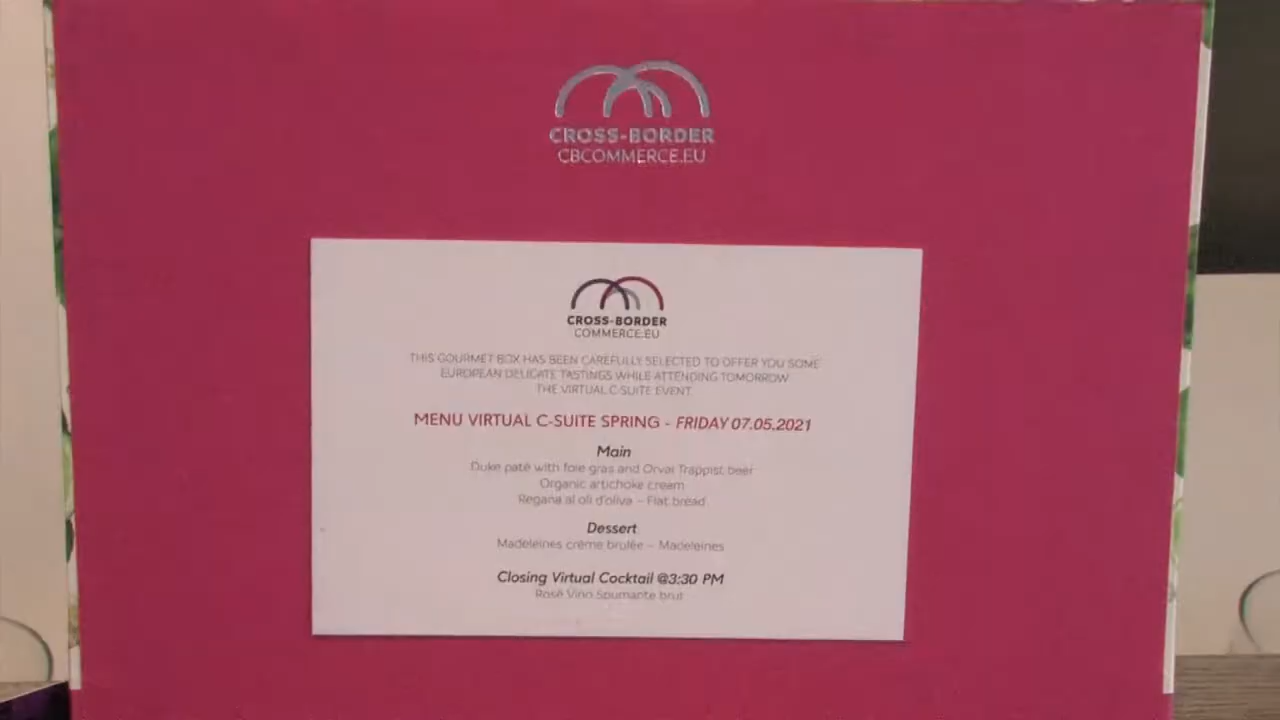 CROSS-BORDER
CBCOMMERCE.EU
CROSS-BORDER
COMMERCE.EU
THIS GOURMET BOX HAS BEEN CAREFULLY SELECTED TO OFFER YOU SOME
EUROPEAN DELICATE TASTINGS WHILE ATTENDING TOMORROW
THE VIRTUAL C-SUITE EVENT
MENU VIRTUAL C-SUITE SPRING - FRIDAY 07.05.2021
Main
Duke paté with foie gras and Orval Trappist beer
Organic artichoke cream
Regana al oli d'oliva – Flat bread
Dessert
Madeleines crème brulée – Madeleines
Closing Virtual Cocktail @3:30 PM
Rosé Vino Spumante brut